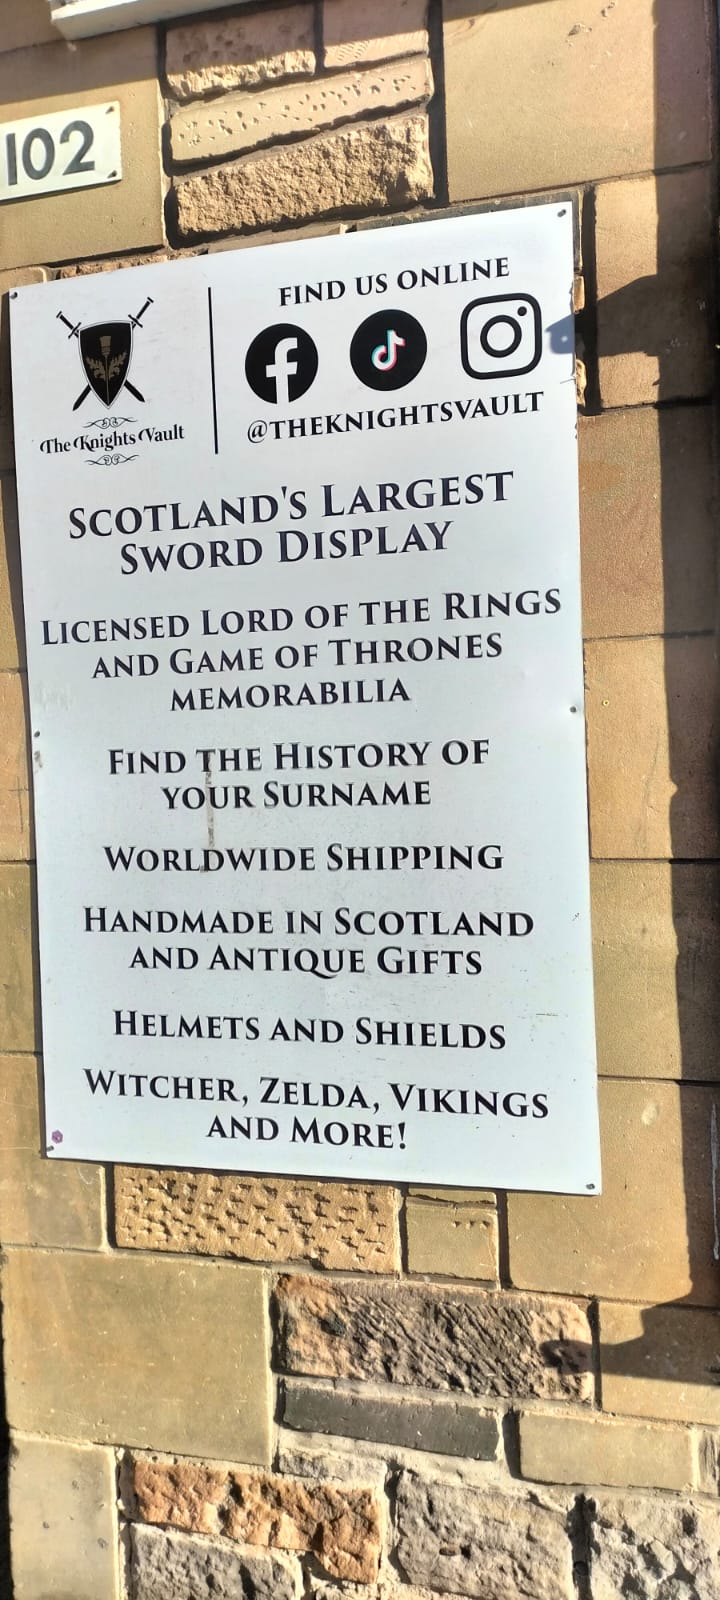 102
The Knights Vault
FIND US ONLINE
@THEKNIGHTSVAULT
SCOTLAND'S LARGEST
SWORD DISPLAY
LICENSED LORD OF THE RINGS
AND GAME OF THRONES
MEMORABILIA
FIND THE HISTORY OF
YOUR SURNAME
WORLDWIDE SHIPPING
HANDMADE IN SCOTLAND
AND ANTIQUE GIFTS
HELMETS AND SHIELDS
WITCHER, ZELDA, VIKINGS
AND MORE!